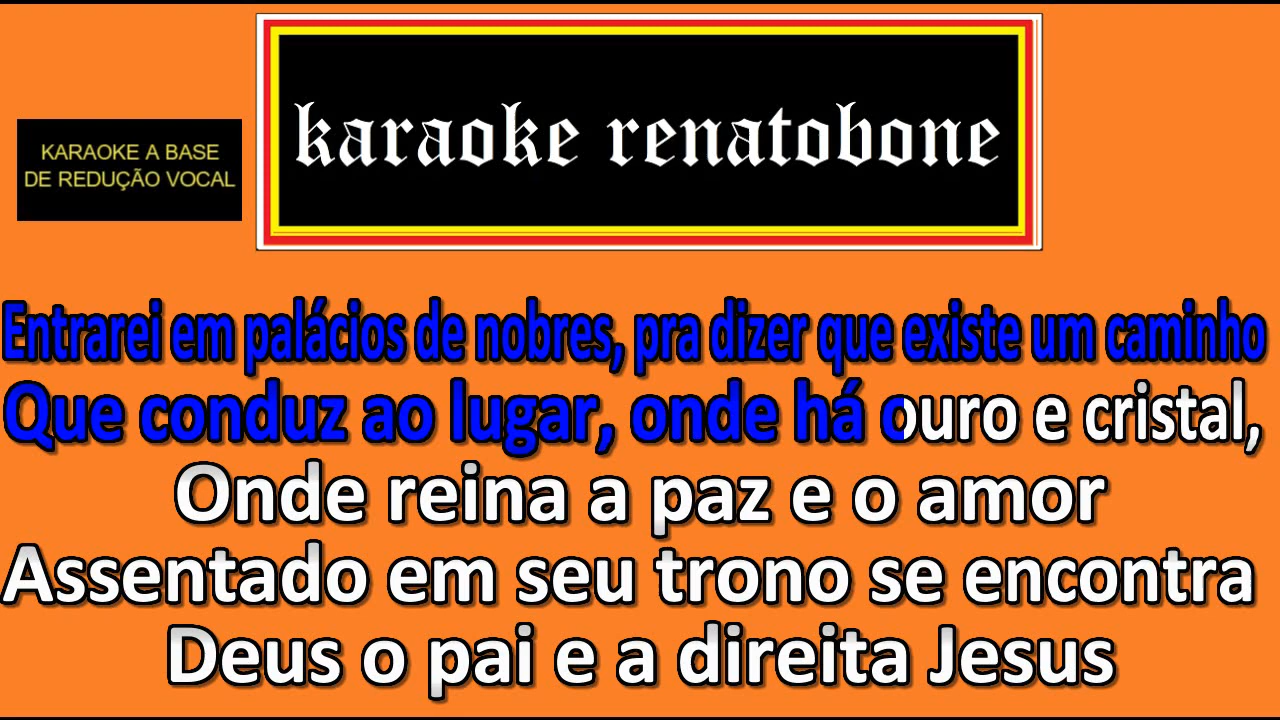 karaoke renatobone
KARAOKE A BASE
DE REDUÇÃO VOCAL
Entrarei em palácios de nobres, pra dizer que existe um caminho
Que conduz ao lugar, onde há ouro e cristal,
Onde reina a paz e o amor
Assentado em seu trono se encontra
Deus o pai e a direita Jesus